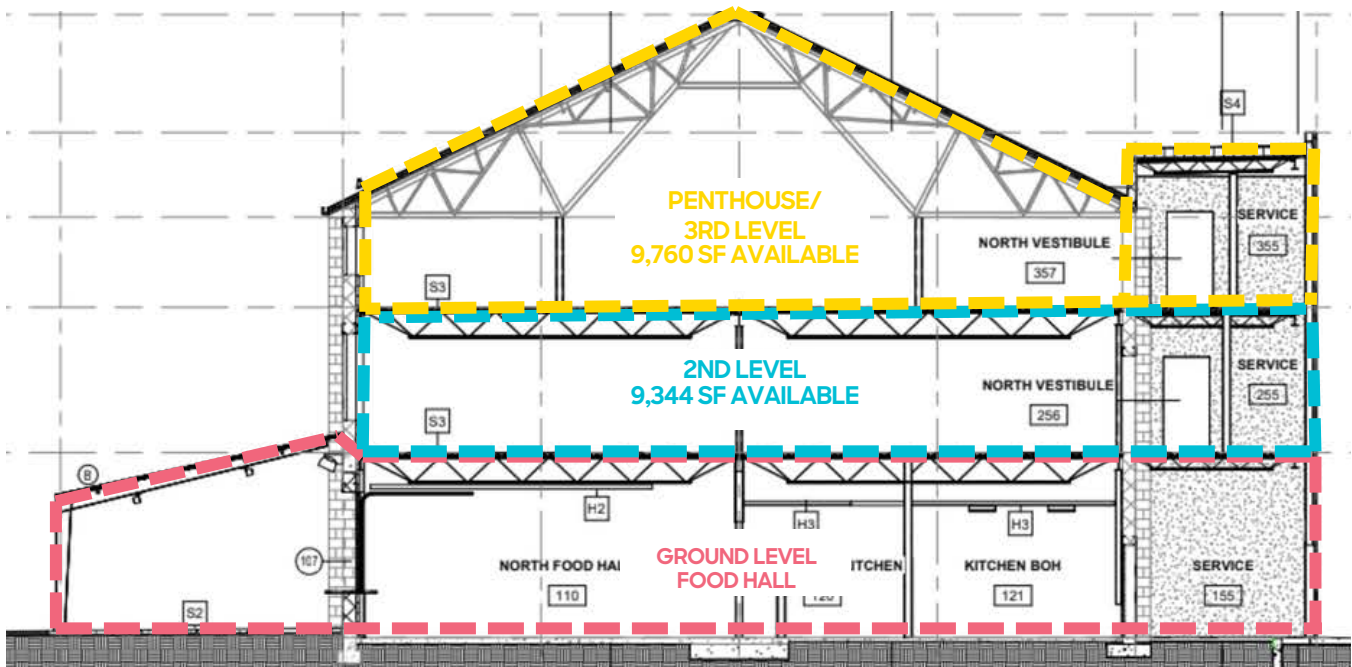 S4
PENTHOUSE/
3RD LEVEL
9,760 SF AVAILABLE
SERVICE
355
NORTH VESTIBULE
357
S3
2ND LEVEL
9,344 SF AVAILABLE
SERVICE
255
NORTH VESTIBULE
256
S3
8
H2
H3
H3
107
NORTH FOOD HAL
110
GROUND LEVEL
FOOD HALL
ITCHEN
120
KITCHEN BOH
121
SERVICE
155
S2